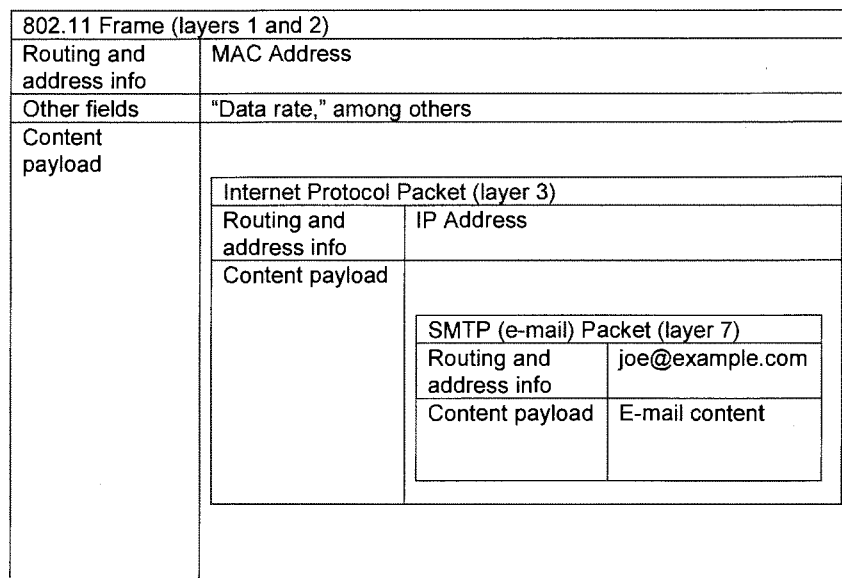 802.11 Frame (layers 1 and 2)
Routing and
address info
MAC Address
Other fields
"Data rate," among others
Content
payload
Internet Protocol Packet (layer 3)
Routing and
address info
IP Address
Content payload
SMTP (e-mail) Packet (layer 7)
Routing and
address info
joe@example.com
Content payload
E-mail content